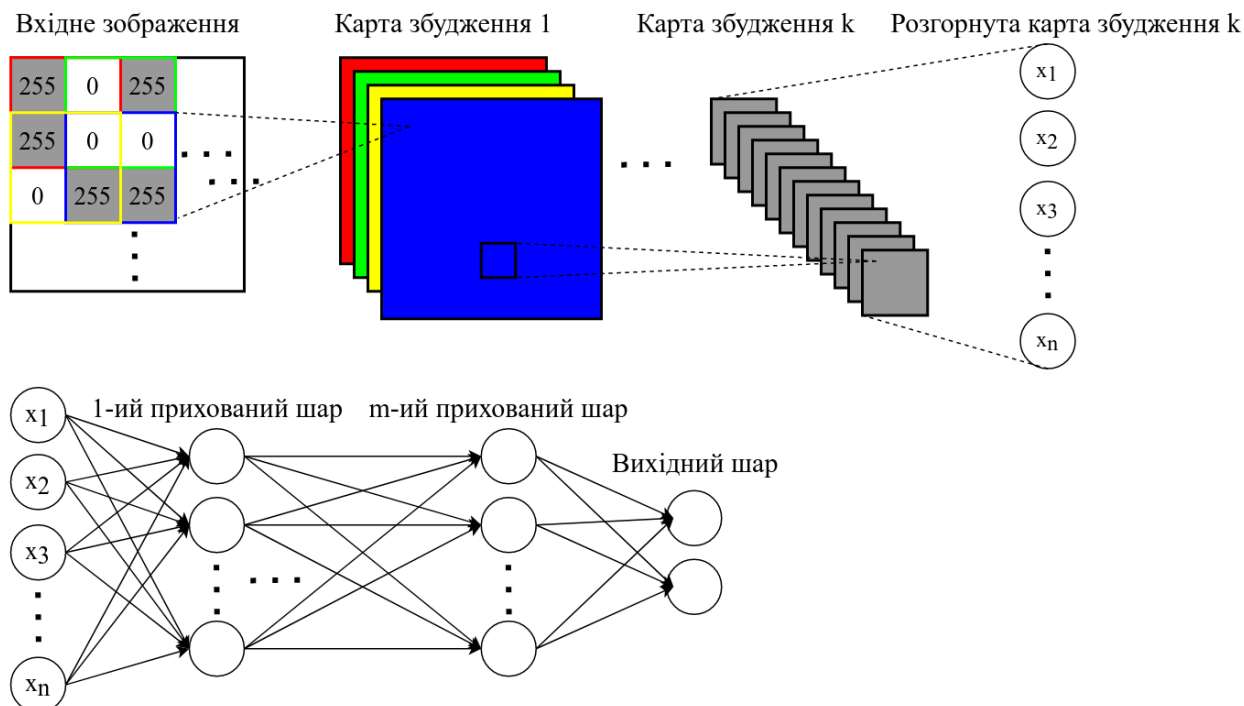 Вхідне зображення
Карта збудження 1
Карта збудження k
Розгорнута карта збудження k
255 0 255
255 0 0
0 255 255
x1
x2
x3
xn
1-ий прихований шар
m-ий прихований шар
Вихідний шар
x1
x2
x3
xn